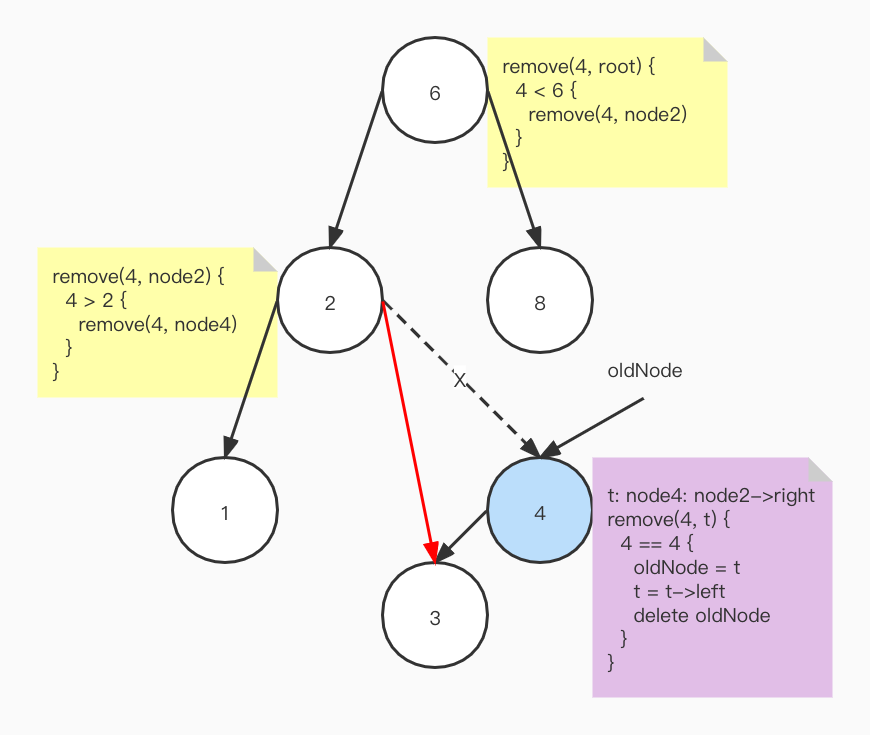 6
remove(4, root) {
4 < 6 {
remove(4, node2)
}
}
remove(4, node2) {
4 > 2 {
remove(4, node4)
}
}
2
8
X
oldNode
1
4
t: node4: node2->right
remove(4, t) {
4 == 4 {
oldNode = t
t = t->left
delete oldNode
}
}
3